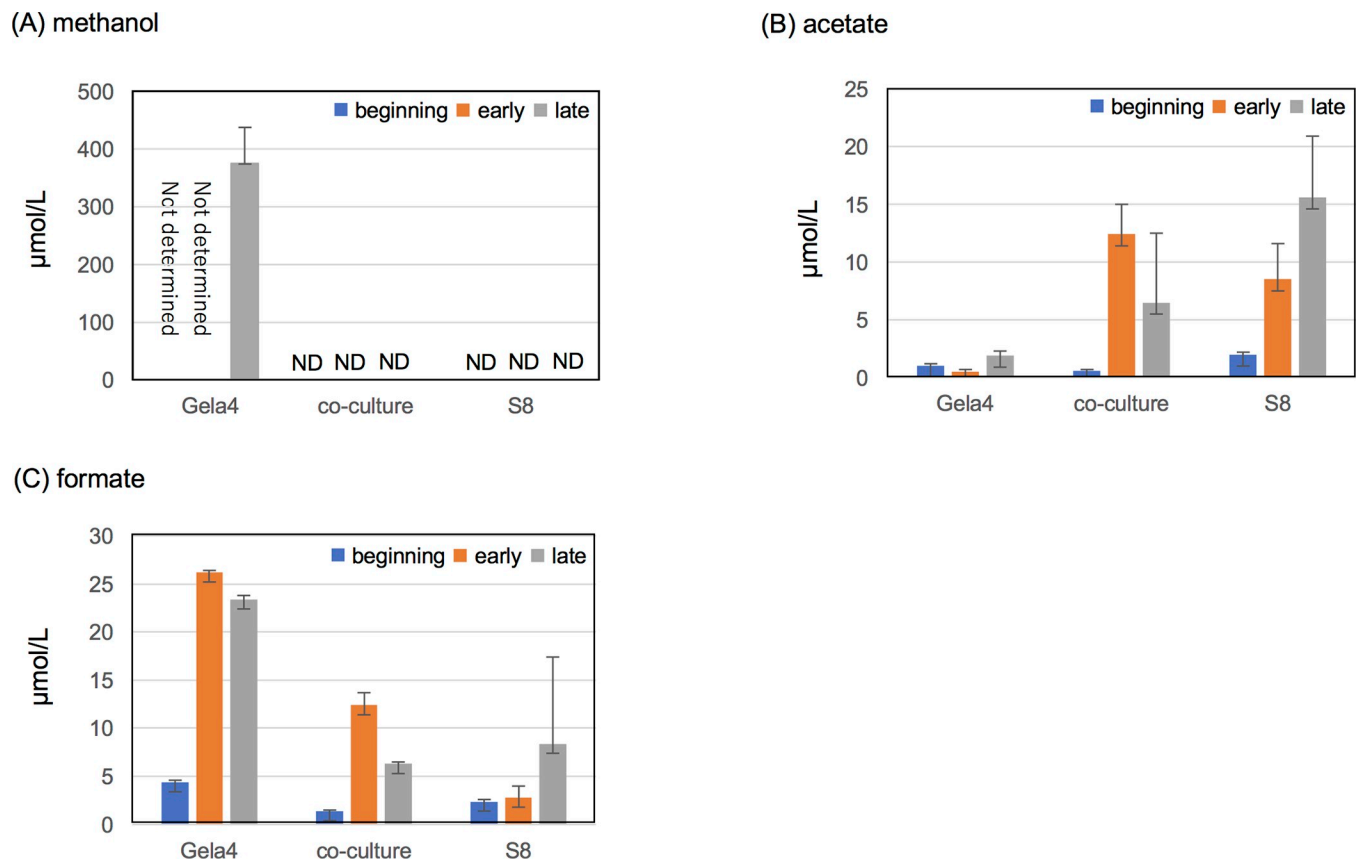 (A) methanol
500
400
300
200
100
0
µmol/L
beginning early late
Nct determined
Not determined
ND ND ND
ND ND ND
Gela4 co-culture S8
(B) acetate
25
20
15
10
5
0
µmol/L
beginning early late
Gela4 co-culture S8
(C) formate
30
25
20
15
10
5
0
µmol/L
beginning early late
Gela4 co-culture S8